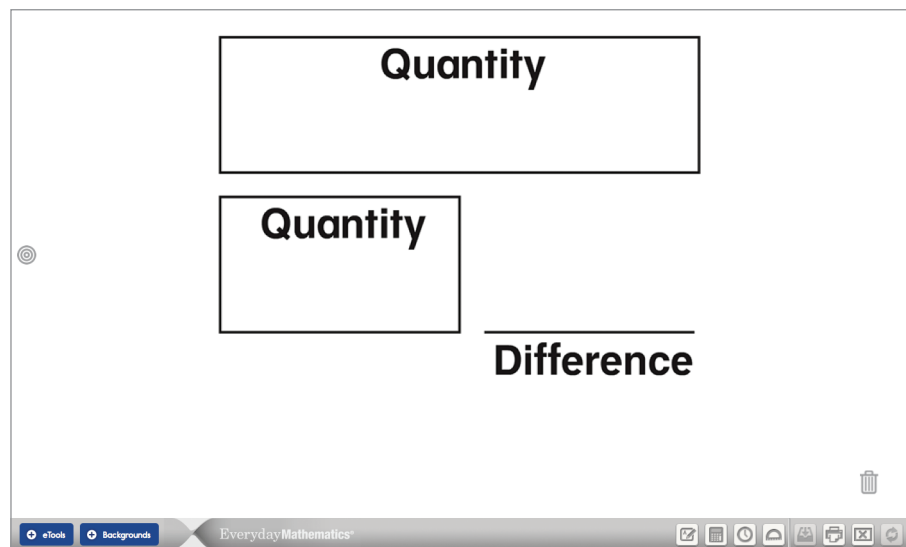 Quantity
Quantity
Difference
eTools
Backgrounds
EverydayMathematics®